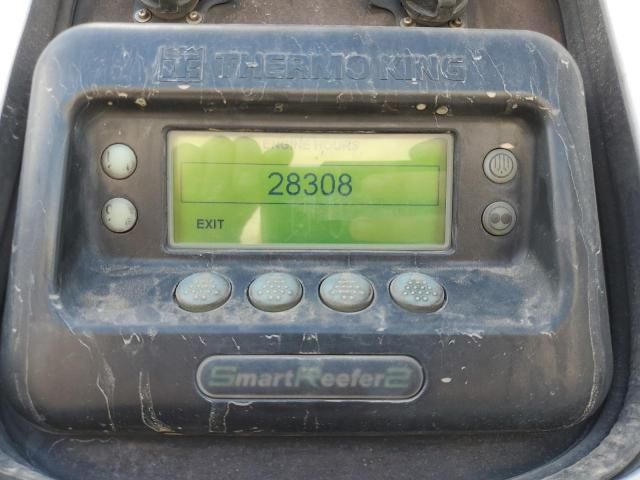 THERMO KING
ENGINE HOURS
28308
EXIT
SmartReefer2